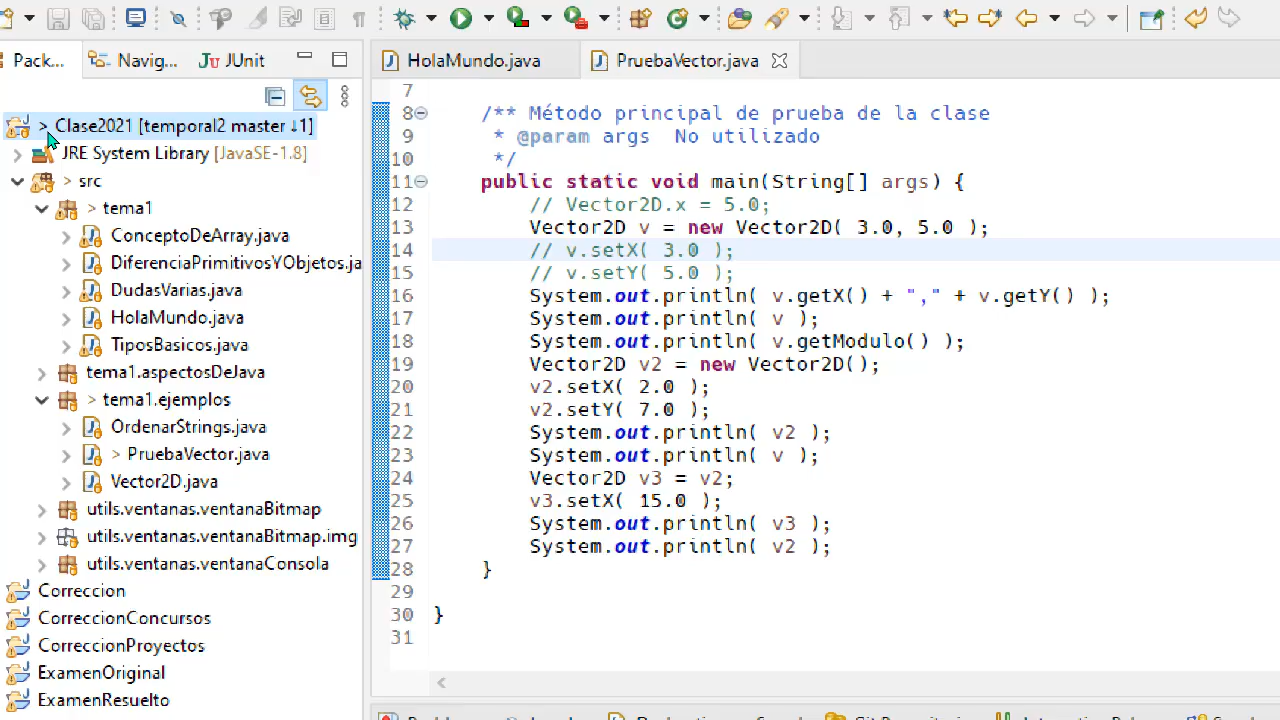 Pack...
Navig...
JUnit
> Clase2021 [temporal2 master ↓1]
JRE System Library [JavaSE-1.8]
> src
> tema1
ConceptoDeArray.java
DiferenciaPrimitivosYObjetos.ja
DudasVarias.java
HolaMundo.java
TiposBasicos.java
tema1.aspectosDeJava
> tema1.ejemplos
OrdenarStrings.java
> PruebaVector.java
Vector2D.java
utils.ventanas.ventanaBitmap
utils.ventanas.ventanaBitmap.img
utils.ventanas.ventanaConsola
Correccion
CorreccionConcursos
CorreccionProyectos
ExamenOriginal
ExamenResuelto
HolaMundo.java
PruebaVector.java
7
8 /** Método principal de prueba de la clase
9 * @param args No utilizado
10 */
11 public static void main(String[] args) {
12 // Vector2D.x = 5.0;
13 Vector2D v = new Vector2D( 3.0, 5.0 );
14 // v.setX( 3.0 );
15 // v.setY( 5.0 );
16 System.out.println( v.getX() + "," + v.getY() );
17 System.out.println( v );
18 System.out.println( v.getModulo() );
19 Vector2D v2 = new Vector2D();
20 v2.setX( 2.0 );
21 v2.setY( 7.0 );
22 System.out.println( v2 );
23 System.out.println( v );
24 Vector2D v3 = v2;
25 v3.setX( 15.0 );
26 System.out.println( v3 );
27 System.out.println( v2 );
28 }
29
30 }
31